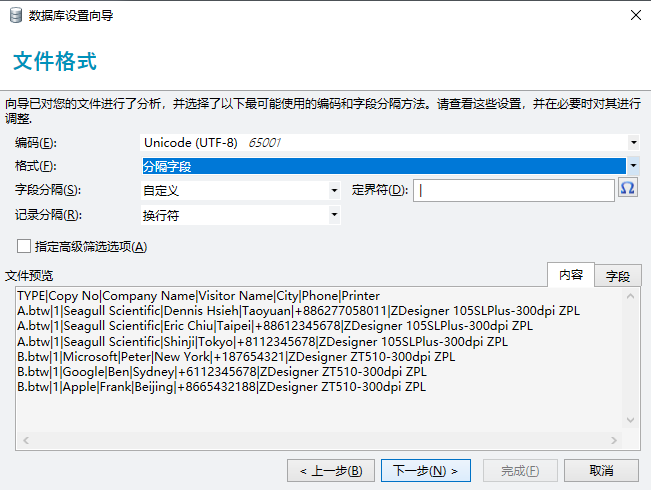 数据库设置向导
文件格式
向导已对您的文件进行了分析，并选择了以下最可能使用的编码和字段分隔方法。请查看这些设置，并在必要时对其进行
调整.
编码(E): Unicode (UTF-8) 65001
格式(F): 分隔字段
字段分隔(S): 自定义 定界符(D): |
记录分隔(R): 换行符
指定高级筛选选项(A)
文件预览 内容 字段
TYPE|Copy No|Company Name|Visitor Name|City|Phone|Printer
A.btw|1|Seagull Scientific|Dennis Hsieh|Taoyuan|+886277058011|ZDesigner 105SLPlus-300dpi ZPL
A.btw|1|Seagull Scientific|Eric Chiu|Taipei|+88612345678|ZDesigner 105SLPlus-300dpi ZPL
A.btw|1|Seagull Scientific|Shinji|Tokyo|+8112345678|ZDesigner 105SLPlus-300dpi ZPL
B.btw|1|Microsoft|Peter|New York|+187654321|ZDesigner ZT510-300dpi ZPL
B.btw|1|Google|Ben|Sydney|+6112345678|ZDesigner ZT510-300dpi ZPL
B.btw|1|Apple|Frank|Beijing|+8665432188|ZDesigner ZT510-300dpi ZPL
< 上一步(B) 下一步(N) > 完成(F) 取消